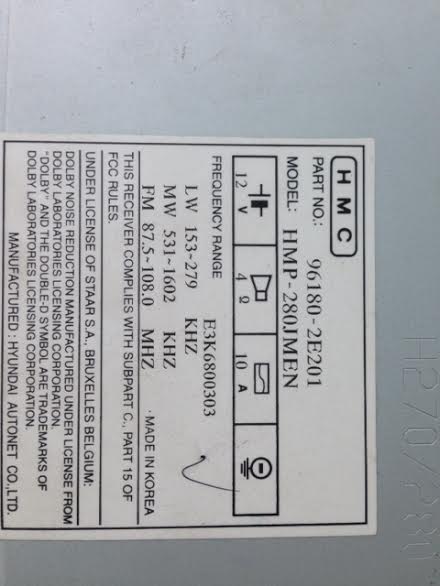 HMC
PART NO.: 96180-2E201
MODEL: HMP-280JMEN
12 V 4 Ω 10 A
E3K6800303
FREQUENCY RANGE
LW 153~279 KHZ
MW 531~1602 KHZ
FM 87.5~108.0 MHZ
· MADE IN KOREA
THIS RECEIVER COMPLIES WITH SUBPART C., PART 15 OF
FCC RULES.
UNDER LICENSE OF STAAR S.A., BRUXELLES BELGIUM:
DOLBY NOISE REDUCTION MANUFACTURED UNDER LICENSE FROM
DOLBY LABORATORIES LICENSING CORPORATION.
"DOLBY" AND THE DOUBLE-D SYMBOL ARE TRADEMARKS OF
DOLBY LABORATORIES LICENSING CORPORATION.
MANUFACTURED : HYUNDAI AUTONET CO.,LTD.